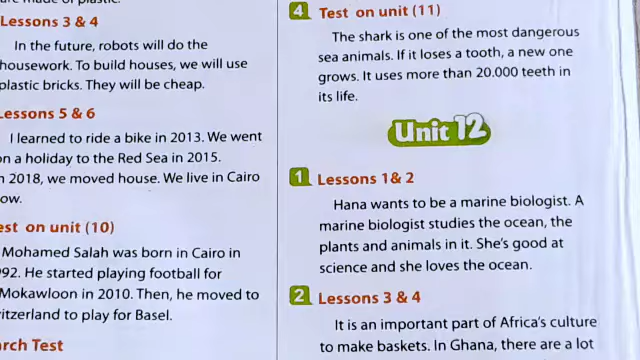 Lessons 3 & 4
In the future, robots will do the
housework. To build houses, we will use
plastic bricks. They will be cheap.
Lessons 5 & 6
I learned to ride a bike in 2013. We went
on a holiday to the Red Sea in 2015.
2018, we moved house. We live in Cairo
est on unit (10)
Mohamed Salah was born in Cairo in
92. He started playing football for
Mokawloon in 2010. Then, he moved to
itzerland to play for Basel.
arch Test
4 Test on unit (11)
The shark is one of the most dangerous
sea animals. If it loses a tooth, a new one
grows. It uses more than 20.000 teeth in
its life.
Unit 12
1 Lessons 1& 2
Hana wants to be a marine biologist. A
marine biologist studies the ocean, the
plants and animals in it. She's good at
science and she loves the ocean.
2 Lessons 3 & 4
It is an important part of Africa's culture
to make baskets. In Ghana, there are a lot